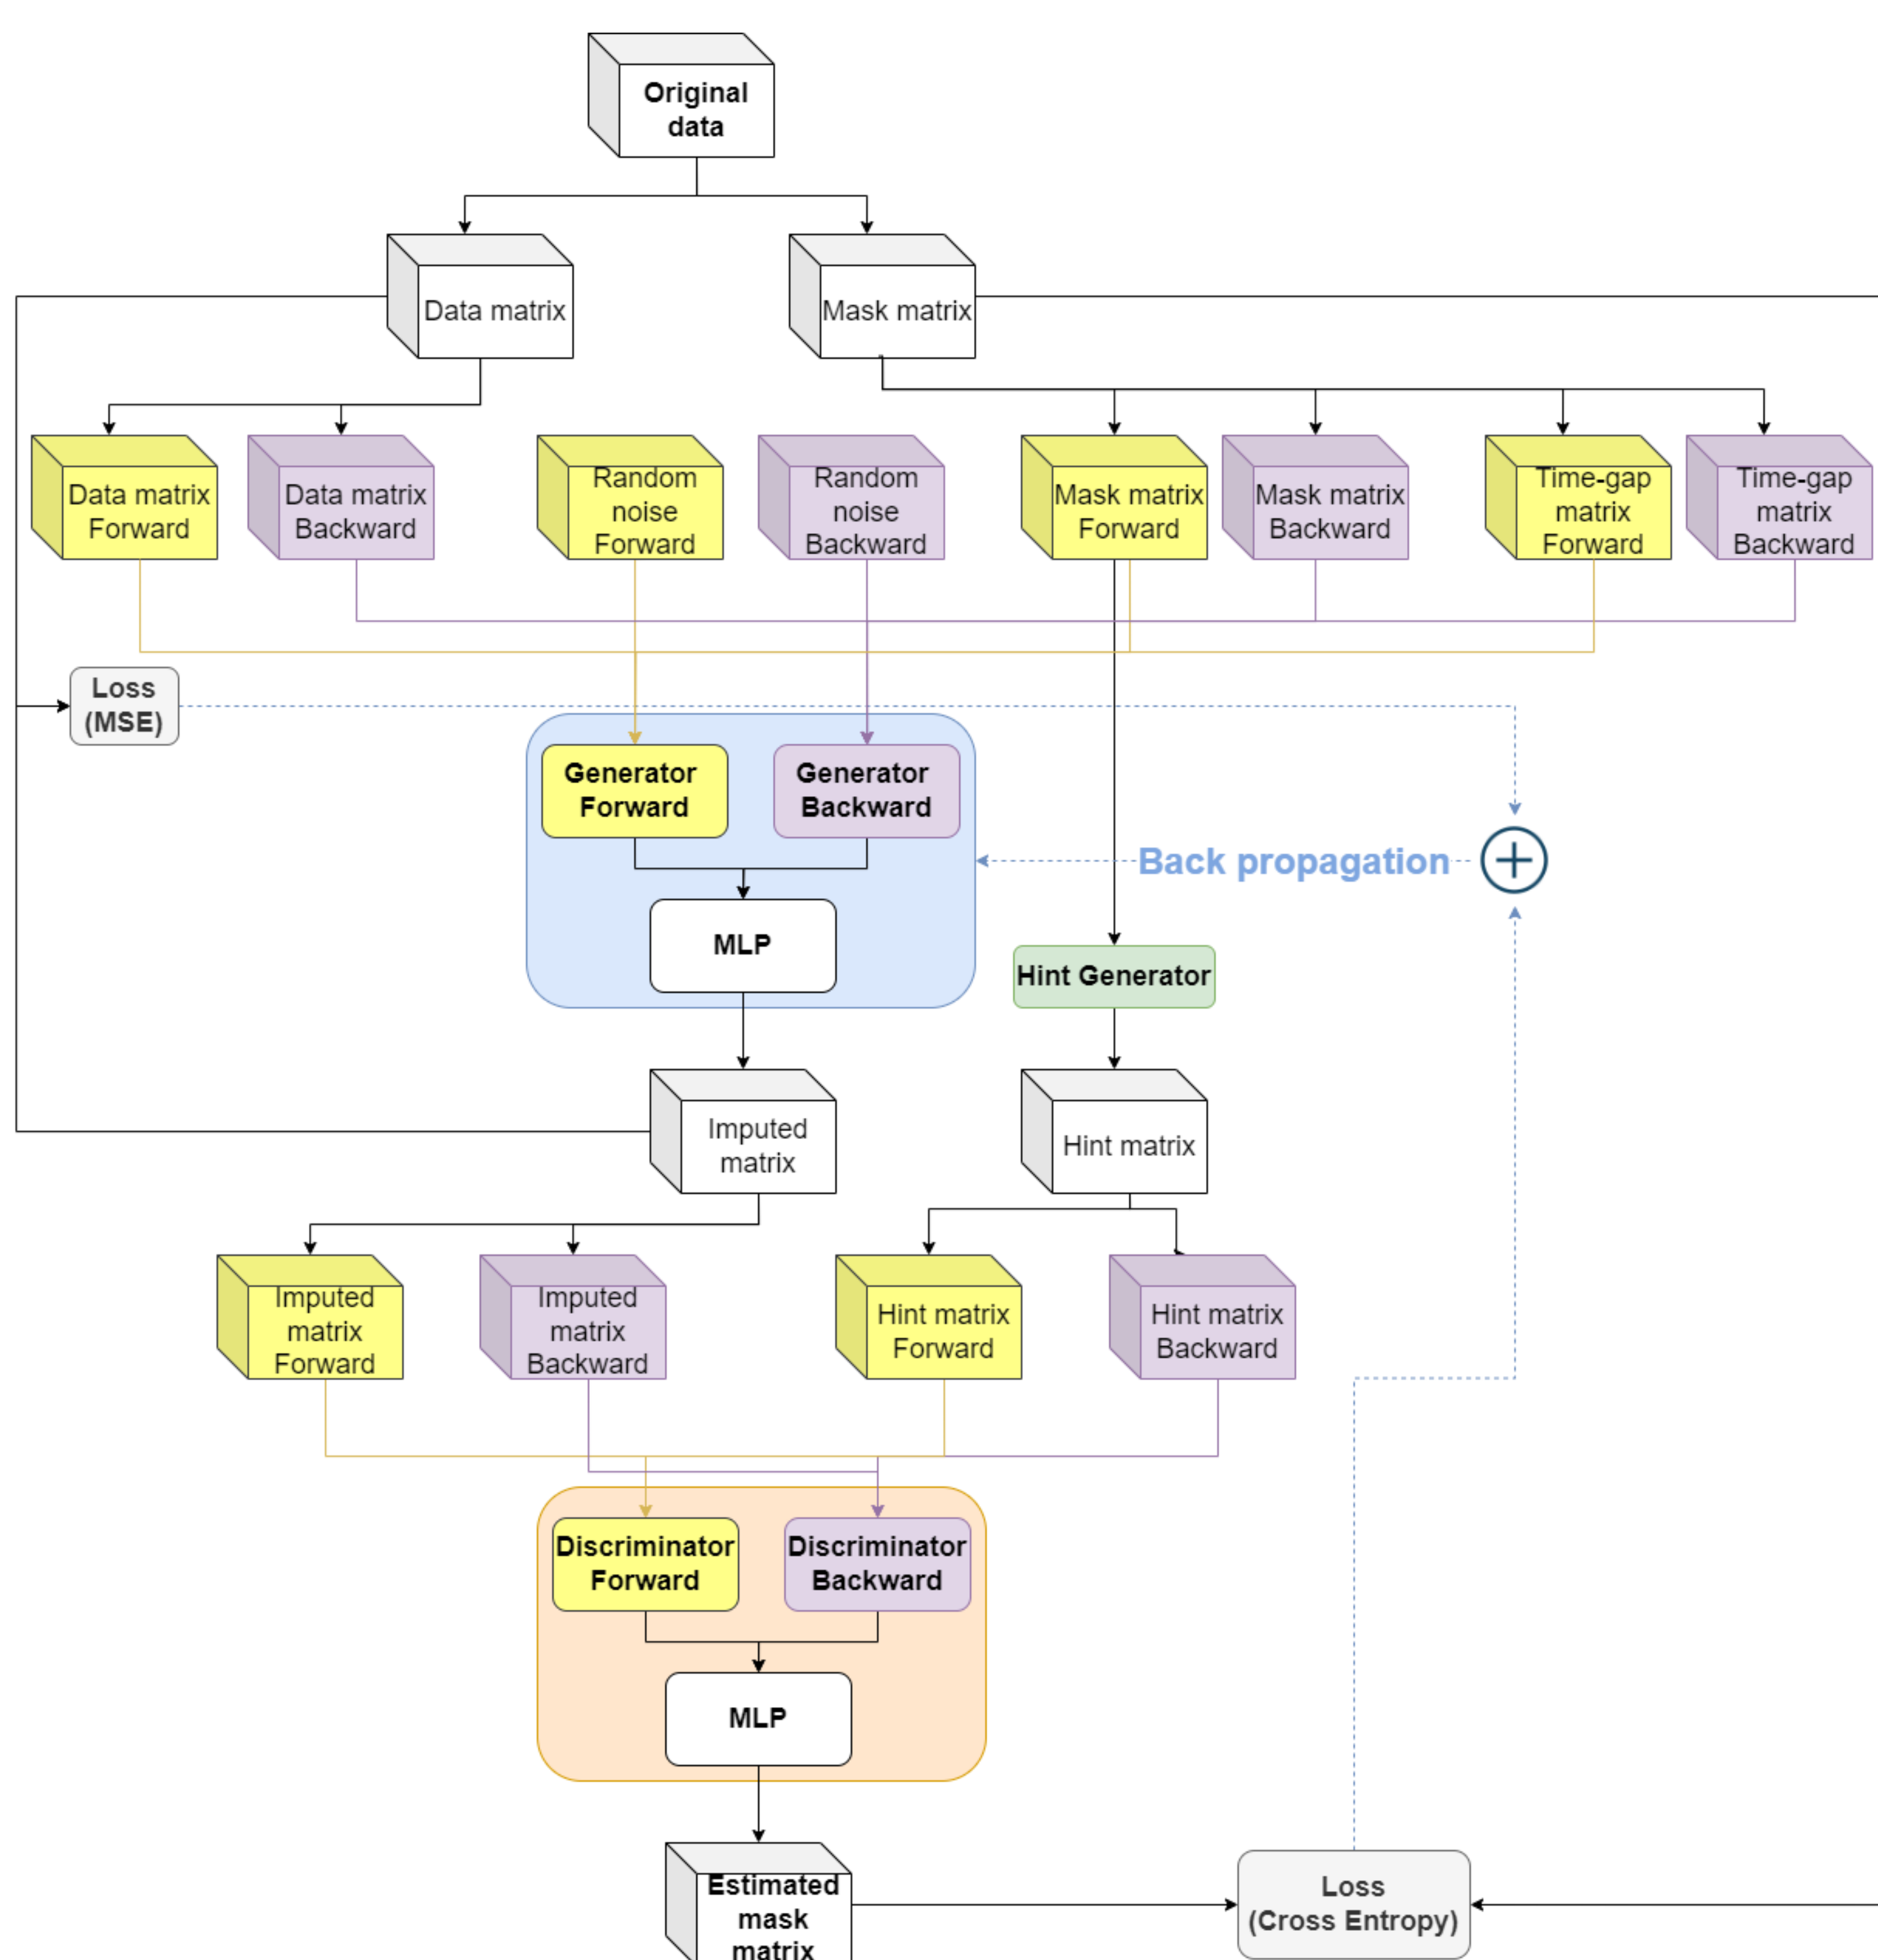 Original
data
Data matrix
Mask matrix
Data matrix
Forward
Data matrix
Backward
Random
noise
Forward
Random
noise
Backward
Mask matrix
Forward
Mask matrix
Backward
Time-gap
matrix
Forward
Time-gap
matrix
Backward
Loss
(MSE)
Generator
Forward
Generator
Backward
Back propagation
MLP
Hint Generator
Imputed
matrix
Hint matrix
Imputed
matrix
Forward
Imputed
matrix
Backward
Hint matrix
Forward
Hint matrix
Backward
Discriminator
Forward
Discriminator
Backward
MLP
Estimated
mask
matrix
Loss
(Cross Entropy)